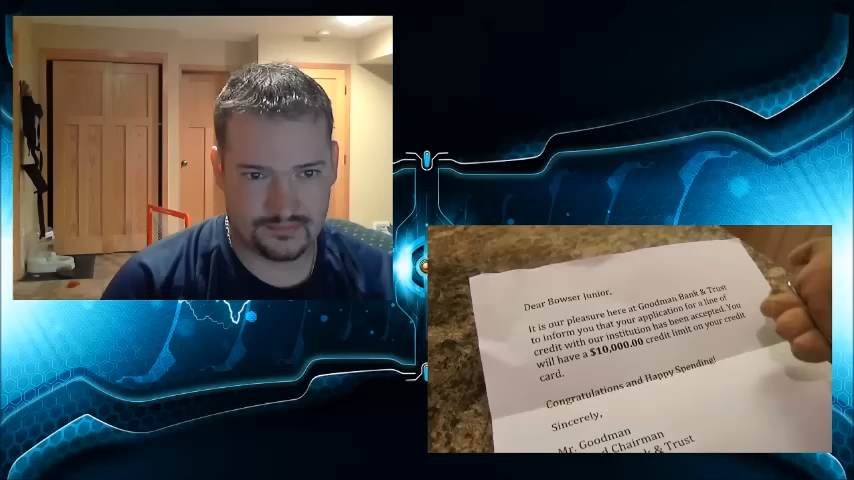 Dear Bowser Junior,
It is our pleasure here at Goodman Bank & Trust
to inform you that your application for a line of
credit with our institution has been accepted. You
will have a $10,000.00 credit limit on your credit
card.
Congratulations and Happy Spending!
Sincerely,
Mr. Goodman
Chairman
& Trust